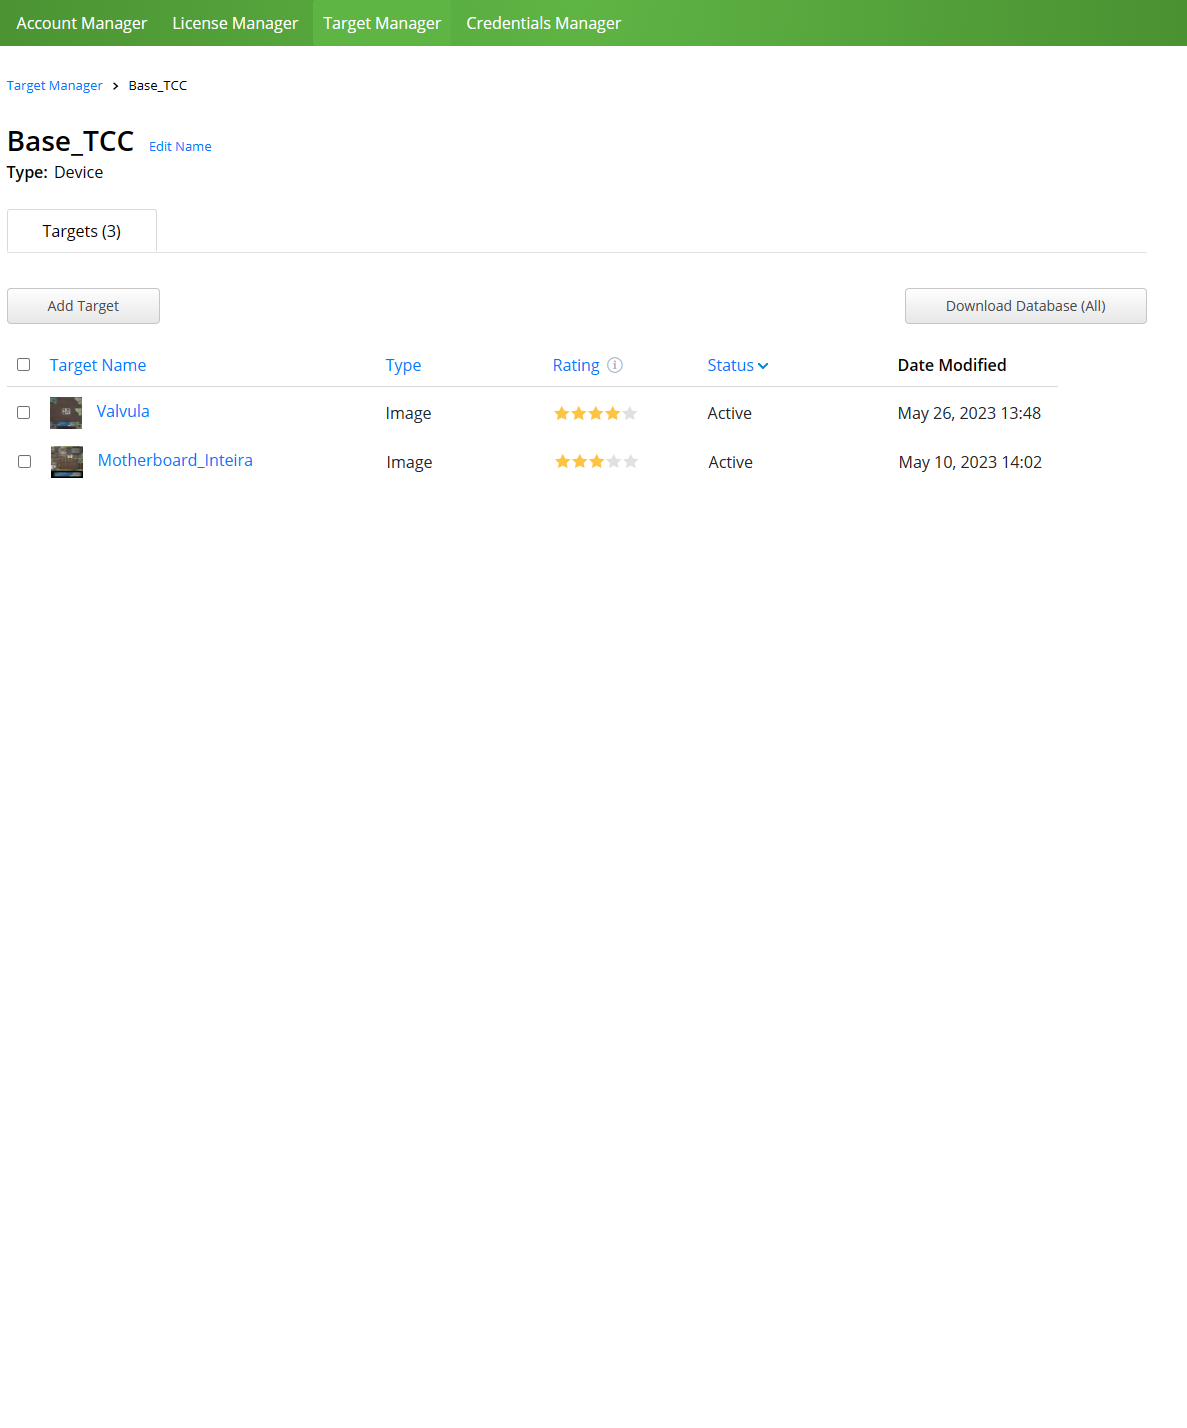 Account Manager License Manager Target Manager Credentials Manager
Target Manager > Base_TCC
Base_TCC Edit Name
Type: Device
Targets (3)
Add Target Download Database (All)
Target Name Type Rating Status Date Modified
Valvula Image Active May 26, 2023 13:48
Motherboard_Inteira Image Active May 10, 2023 14:02